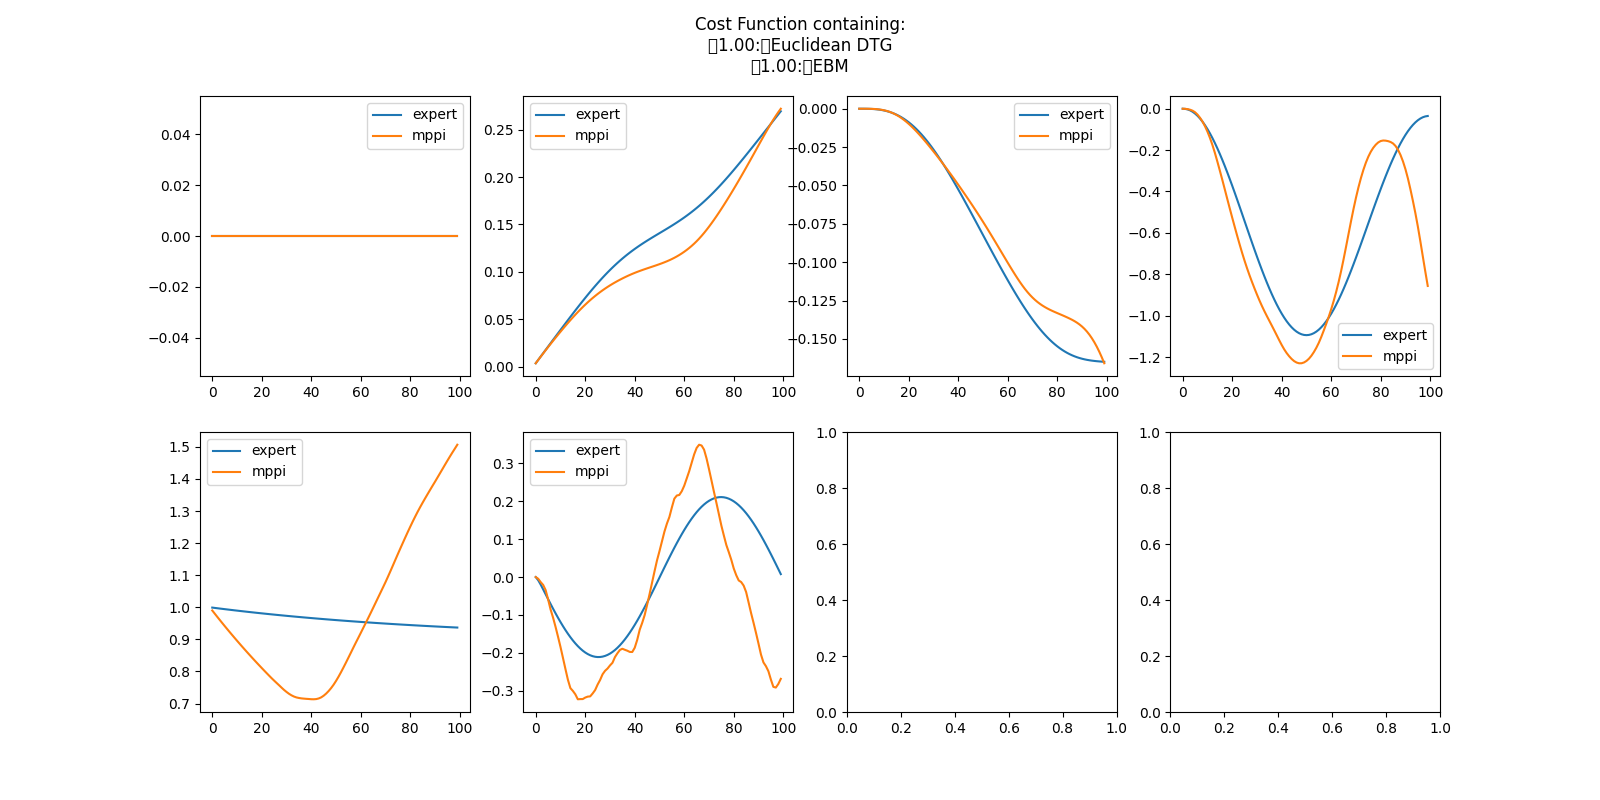 Cost Function containing:
1.00: Euclidean DTG
1.00: EBM
expert
mppi
0.04
0.02
0.00
−0.02
−0.04
0 20 40 60 80 100
expert
mppi
0.25
0.20
0.15
0.10
0.05
0.00
0 20 40 60 80 100
expert
mppi
0.000
−0.025
−0.050
−0.075
−0.100
−0.125
−0.150
0 20 40 60 80 100
expert
mppi
0.0
−0.2
−0.4
−0.6
−0.8
−1.0
−1.2
0 20 40 60 80 100
expert
mppi
1.5
1.4
1.3
1.2
1.1
1.0
0.9
0.8
0.7
0 20 40 60 80 100
expert
mppi
0.3
0.2
0.1
0.0
−0.1
−0.2
−0.3
0 20 40 60 80 100
1.0
0.8
0.6
0.4
0.2
0.0
0.0 0.2 0.4 0.6 0.8 1.0
1.0
0.8
0.6
0.4
0.2
0.0
0.0 0.2 0.4 0.6 0.8 1.0